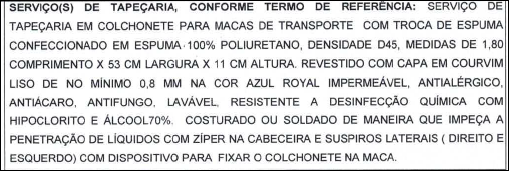 SERVIÇO(S) DE TAPEÇARIA, CONFORME TERMO DE REFERÊNCIA: SERVIÇO DE
TAPEÇARIA EM COLCHONETE PARA MACAS DE TRANSPORTE COM TROCA DE ESPUMA
CONFECCIONADO EM ESPUMA 100% POLIURETANO, DENSIDADE D45, MEDIDAS DE 1,80
COMPRIMENTO X 53 CM LARGURA X 11 CM ALTURA. REVESTIDO COM CAPA EM COURVIM
LISO DE NO MÍNIMO 0,8 MM NA COR AZUL ROYAL IMPERMEÁVEL, ANTIALÉRGICO,
ANTIÁCARO, ANTIFUNGO, LAVÁVEL, RESISTENTE A DESINFECÇÃO QUÍMICA COM
HIPOCLORITO E ÁLCOOL70%. COSTURADO OU SOLDADO DE MANEIRA QUE IMPEÇA A
PENETRAÇÃO DE LÍQUIDOS COM ZÍPER NA CABECEIRA E SUSPIROS LATERAIS ( DIREITO E
ESQUERDO) COM DISPOSITIVO PARA FIXAR O COLCHONETE NA MACA.